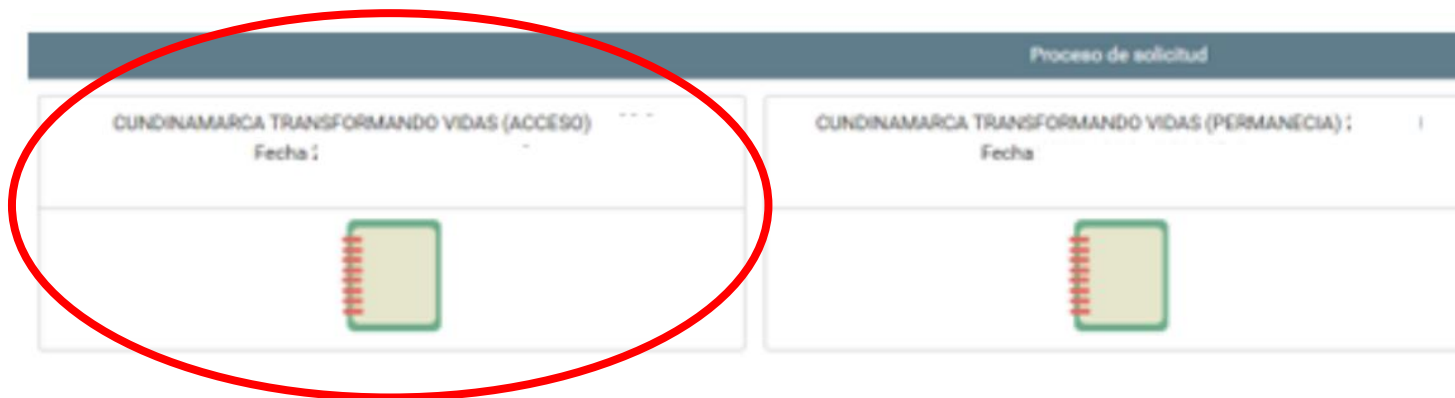 Proceso de solicitud
CUNDINAMARCA TRANSFORMANDO VIDAS (ACCESO)
Fecha :
CUNDINAMARCA TRANSFORMANDO VIDAS (PERMANECIA) :
Fecha